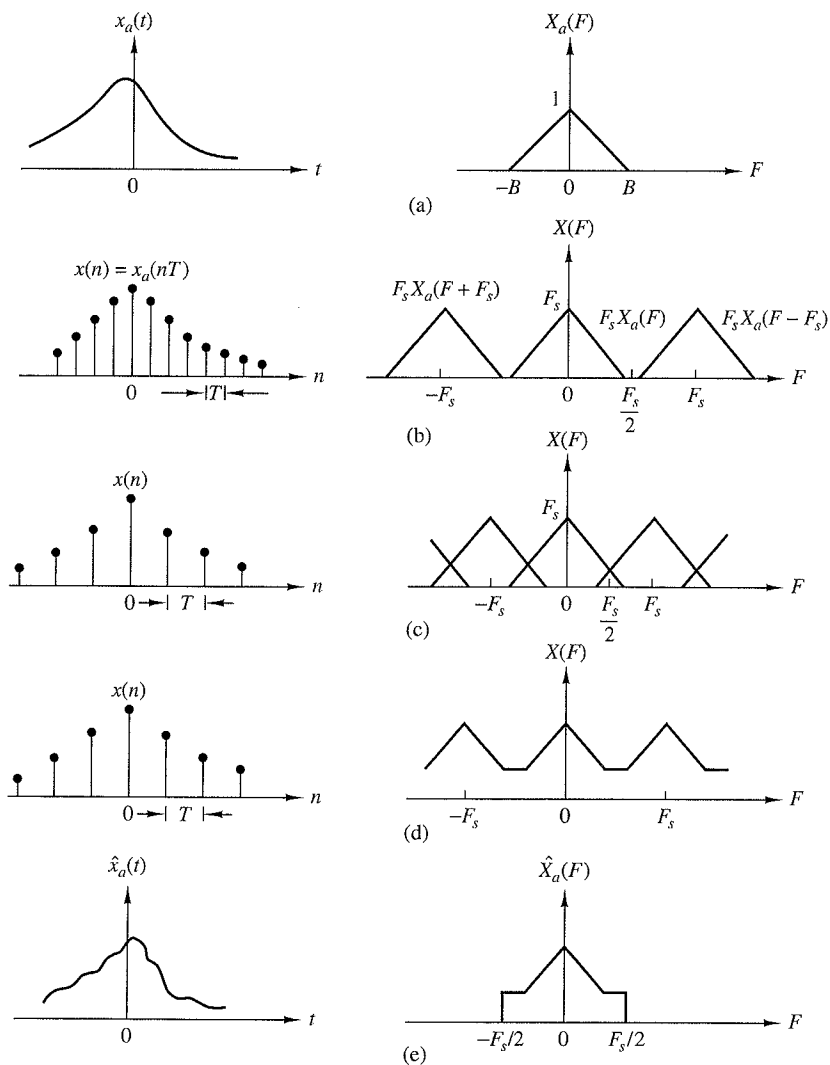 x_a(t)
0
t
X_a(F)
1
−B 0 B
F
(a)
x(n) = x_a(nT)
0
T
n
X(F)
F_s X_a(F + F_s)
F_s
F_s X_a(F)
F_s X_a(F − F_s)
−F_s 0 F_s/2 F_s
F
(b)
x(n)
0
T
n
X(F)
F_s
−F_s 0 F_s/2 F_s
F
(c)
x(n)
0
T
n
X(F)
−F_s 0 F_s
F
(d)
x̂_a(t)
0
t
X̂_a(F)
−F_s/2 0 F_s/2
F
(e)